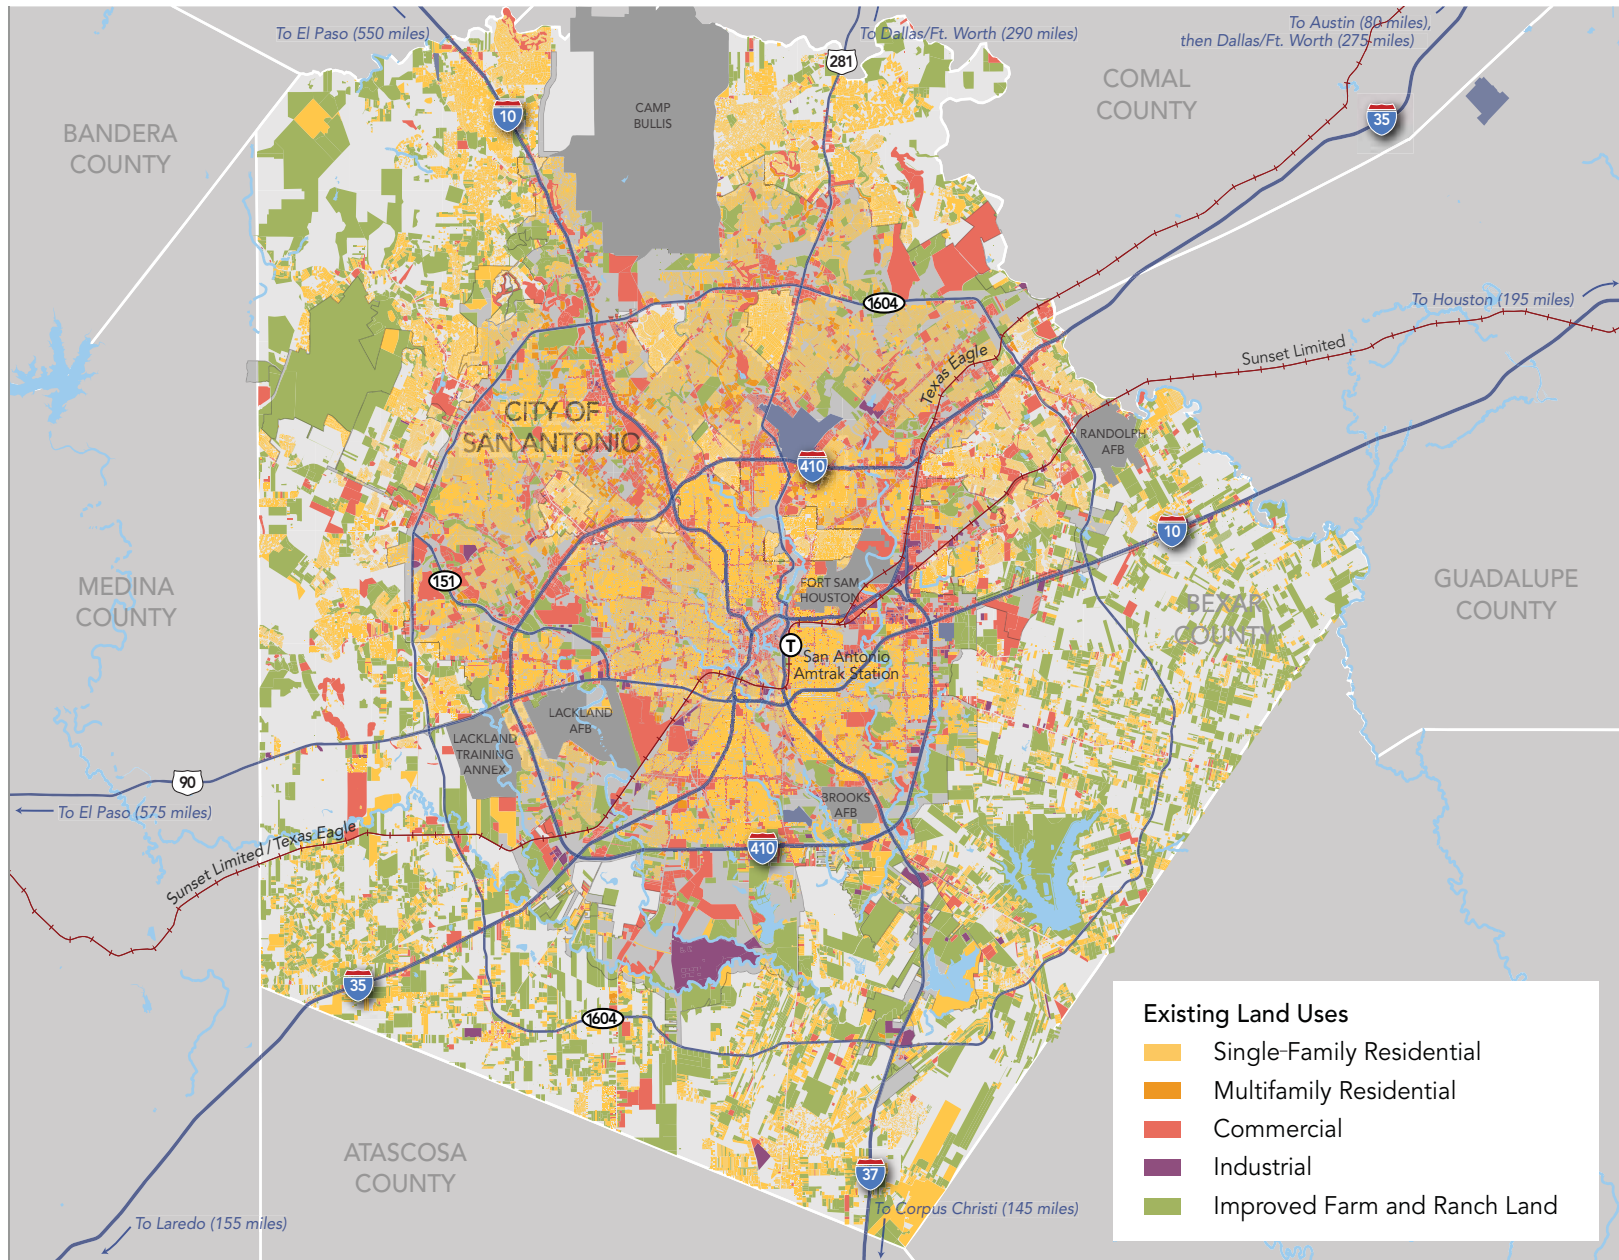 To El Paso (550 miles)
To Dallas/Ft. Worth (290 miles)
To Austin (80 miles),
then Dallas/Ft. Worth (275 miles)
281
COMAL
COUNTY
CAMP
BULLIS
10
35
BANDERA
COUNTY
1604
To Houston (195 miles)
Sunset Limited
Texas Eagle
CITY OF
SAN ANTONIO
RANDOLPH
AFB
410
10
151
MEDINA
COUNTY
FORT SAM
HOUSTON
GUADALUPE
COUNTY
BEXAR
COUNTY
T
San Antonio
Amtrak Station
LACKLAND
AFB
LACKLAND
TRAINING
ANNEX
90
To El Paso (575 miles)
BROOKS
AFB
Sunset Limited / Texas Eagle
410
35
1604
Existing Land Uses
Single-Family Residential
Multifamily Residential
Commercial
Industrial
Improved Farm and Ranch Land
ATASCOSA
COUNTY
37
To Laredo (155 miles)
To Corpus Christi (145 miles)